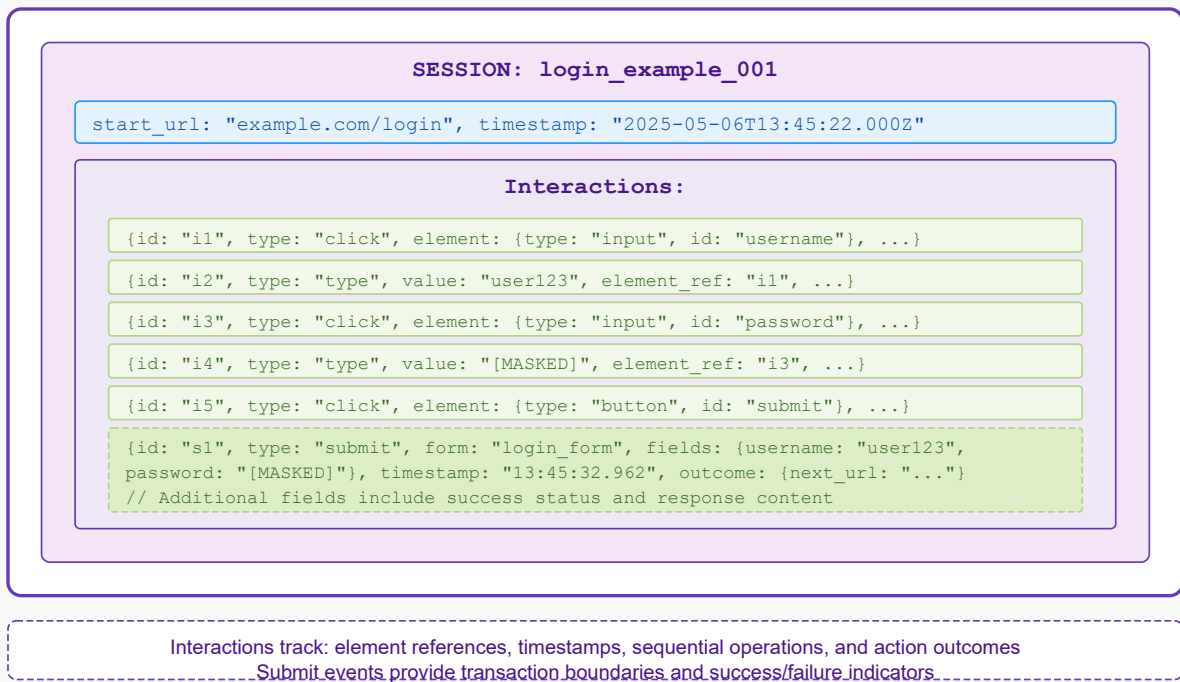 SESSION: login_example_001
start_url: "example.com/login", timestamp: "2025-05-06T13:45:22.000Z"
Interactions:
{id: "i1", type: "click", element: {type: "input", id: "username"}, ...}
{id: "i2", type: "type", value: "user123", element_ref: "i1", ...}
{id: "i3", type: "click", element: {type: "input", id: "password"}, ...}
{id: "i4", type: "type", value: "[MASKED]", element_ref: "i3", ...}
{id: "i5", type: "click", element: {type: "button", id: "submit"}, ...}
{id: "s1", type: "submit", form: "login_form", fields: {username: "user123",
password: "[MASKED]"}, timestamp: "13:45:32.962", outcome: {next_url: "..."}
// Additional fields include success status and response content
Interactions track: element references, timestamps, sequential operations, and action outcomes
Submit events provide transaction boundaries and success/failure indicators